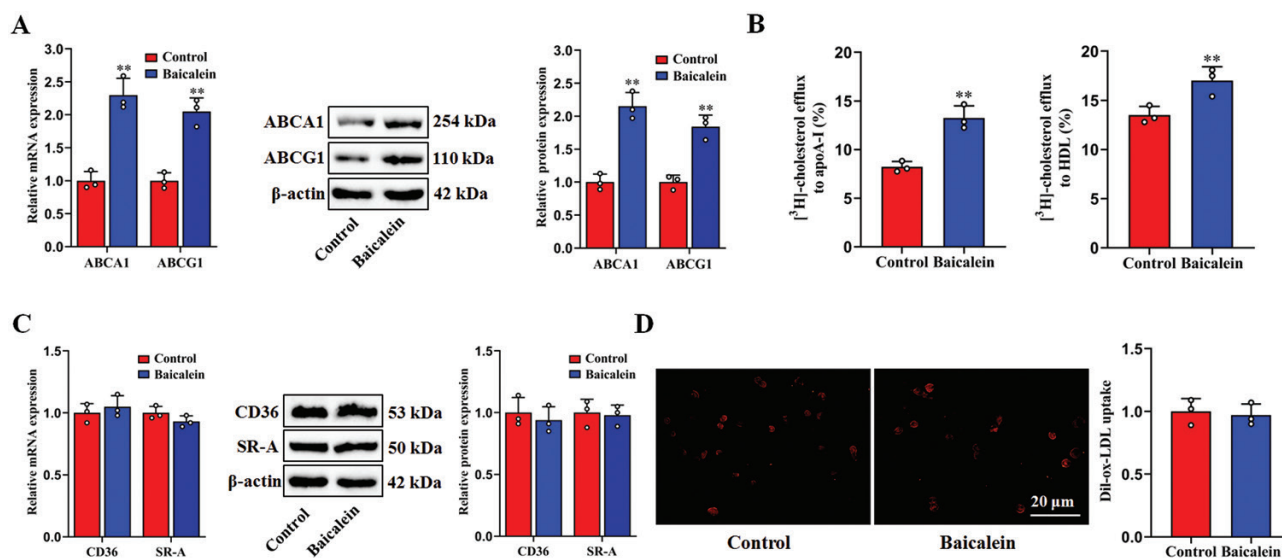 A
Relative mRNA expression
3.0
2.5
2.0
1.5
1.0
0.5
0.0
Control
Baicalein
**
**
ABCA1
ABCG1
ABCA1
254 kDa
ABCG1
110 kDa
β-actin
42 kDa
Control
Baicalein
Relative protein expression
3.0
2.5
2.0
1.5
1.0
0.5
0.0
Control
Baicalein
**
**
ABCA1
ABCG1
B
[³H]-cholesterol efflux
to apoA-I (%)
20
15
10
5
0
**
Control
Baicalein
[³H]-cholesterol efflux
to HDL (%)
20
15
10
5
0
**
Control
Baicalein
C
Relative mRNA expression
1.5
1.0
0.5
0.0
Control
Baicalein
CD36
SR-A
CD36
53 kDa
SR-A
50 kDa
β-actin
42 kDa
Control
Baicalein
Relative protein expression
1.5
1.0
0.5
0.0
Control
Baicalein
CD36
SR-A
D
20 μm
Control
Baicalein
Dil-ox-LDL uptake
1.5
1.0
0.5
0.0
Control
Baicalein